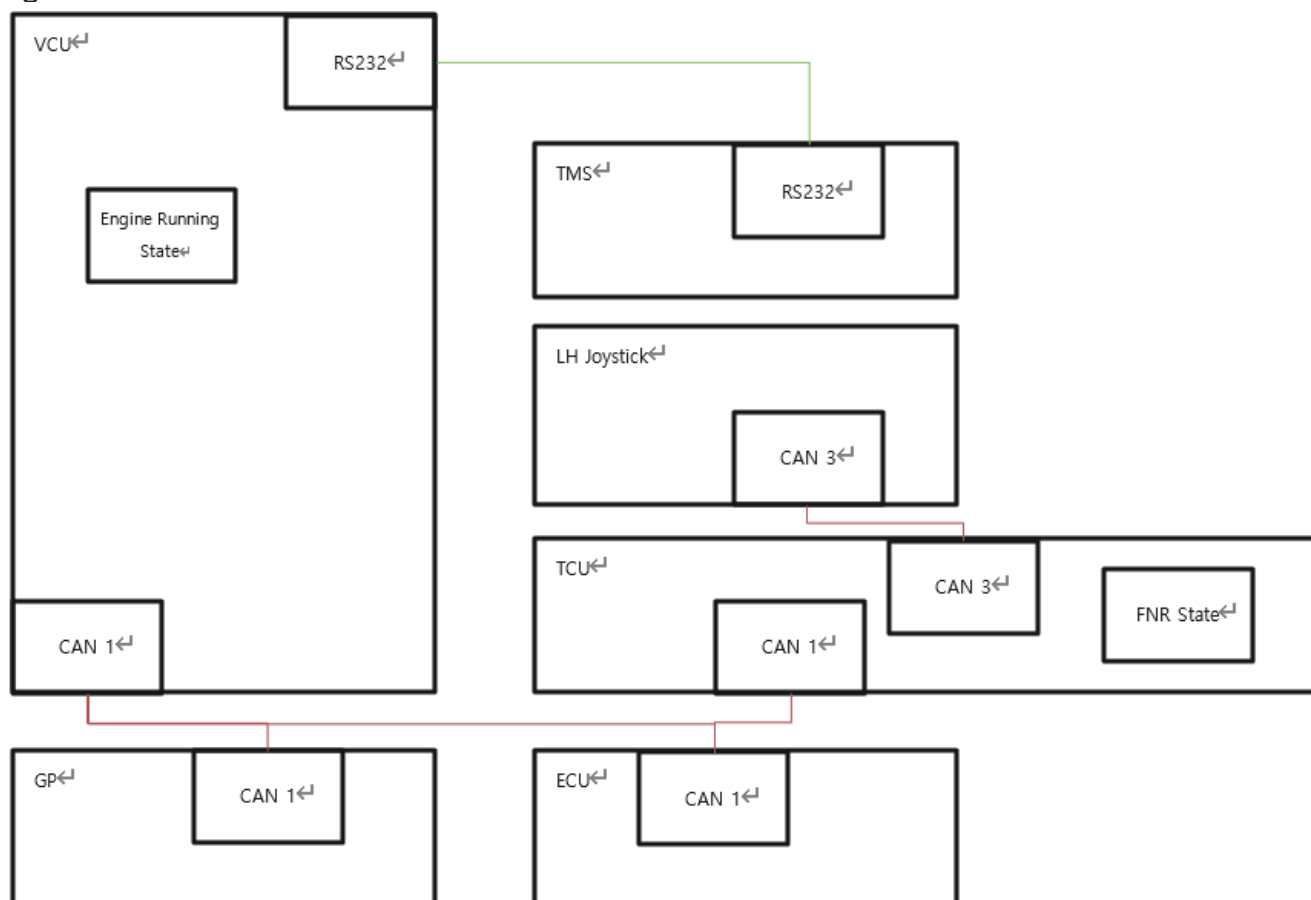 VCU↵
RS232↵
TMS↵
RS232↵
Engine Running
State↵
LH Joystick↵
CAN 3↵
TCU↵
CAN 3↵
FNR State↵
CAN 1↵
CAN 1↵
GP↵
CAN 1↵
ECU↵
CAN 1↵